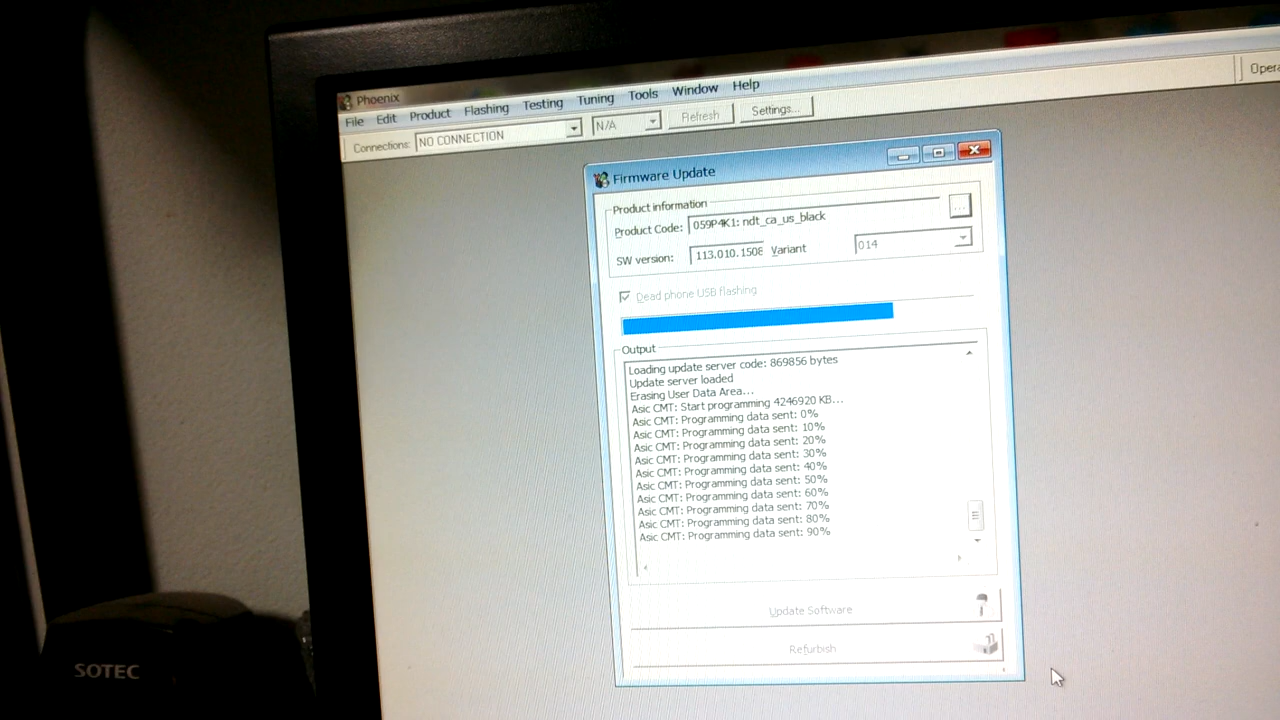 Phoenix
File Edit Product Flashing Testing Tuning Tools Window Help
Connections: NO CONNECTION N/A Refresh Settings...
Opera
Firmware Update
Product information
Product Code: 059P4K1: ndt_ca_us_black ...
SW version: 113.010.1508 Variant 014
Dead phone USB flashing
Output
Loading update server code: 869856 bytes
Update server loaded
Erasing User Data Area...
Asic CMT: Start programming 4246920 KB...
Asic CMT: Programming data sent: 0%
Asic CMT: Programming data sent: 10%
Asic CMT: Programming data sent: 20%
Asic CMT: Programming data sent: 30%
Asic CMT: Programming data sent: 40%
Asic CMT: Programming data sent: 50%
Asic CMT: Programming data sent: 60%
Asic CMT: Programming data sent: 70%
Asic CMT: Programming data sent: 80%
Asic CMT: Programming data sent: 90%
Update Software
Refurbish
SOTEC